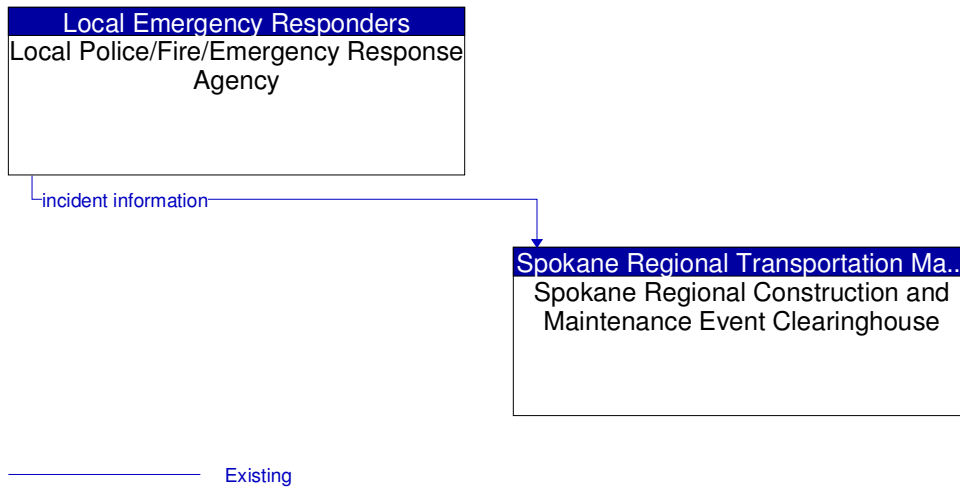 Local Emergency Responders
Local Police/Fire/Emergency Response
Agency
incident information
Spokane Regional Transportation Ma..
Spokane Regional Construction and
Maintenance Event Clearinghouse
Existing